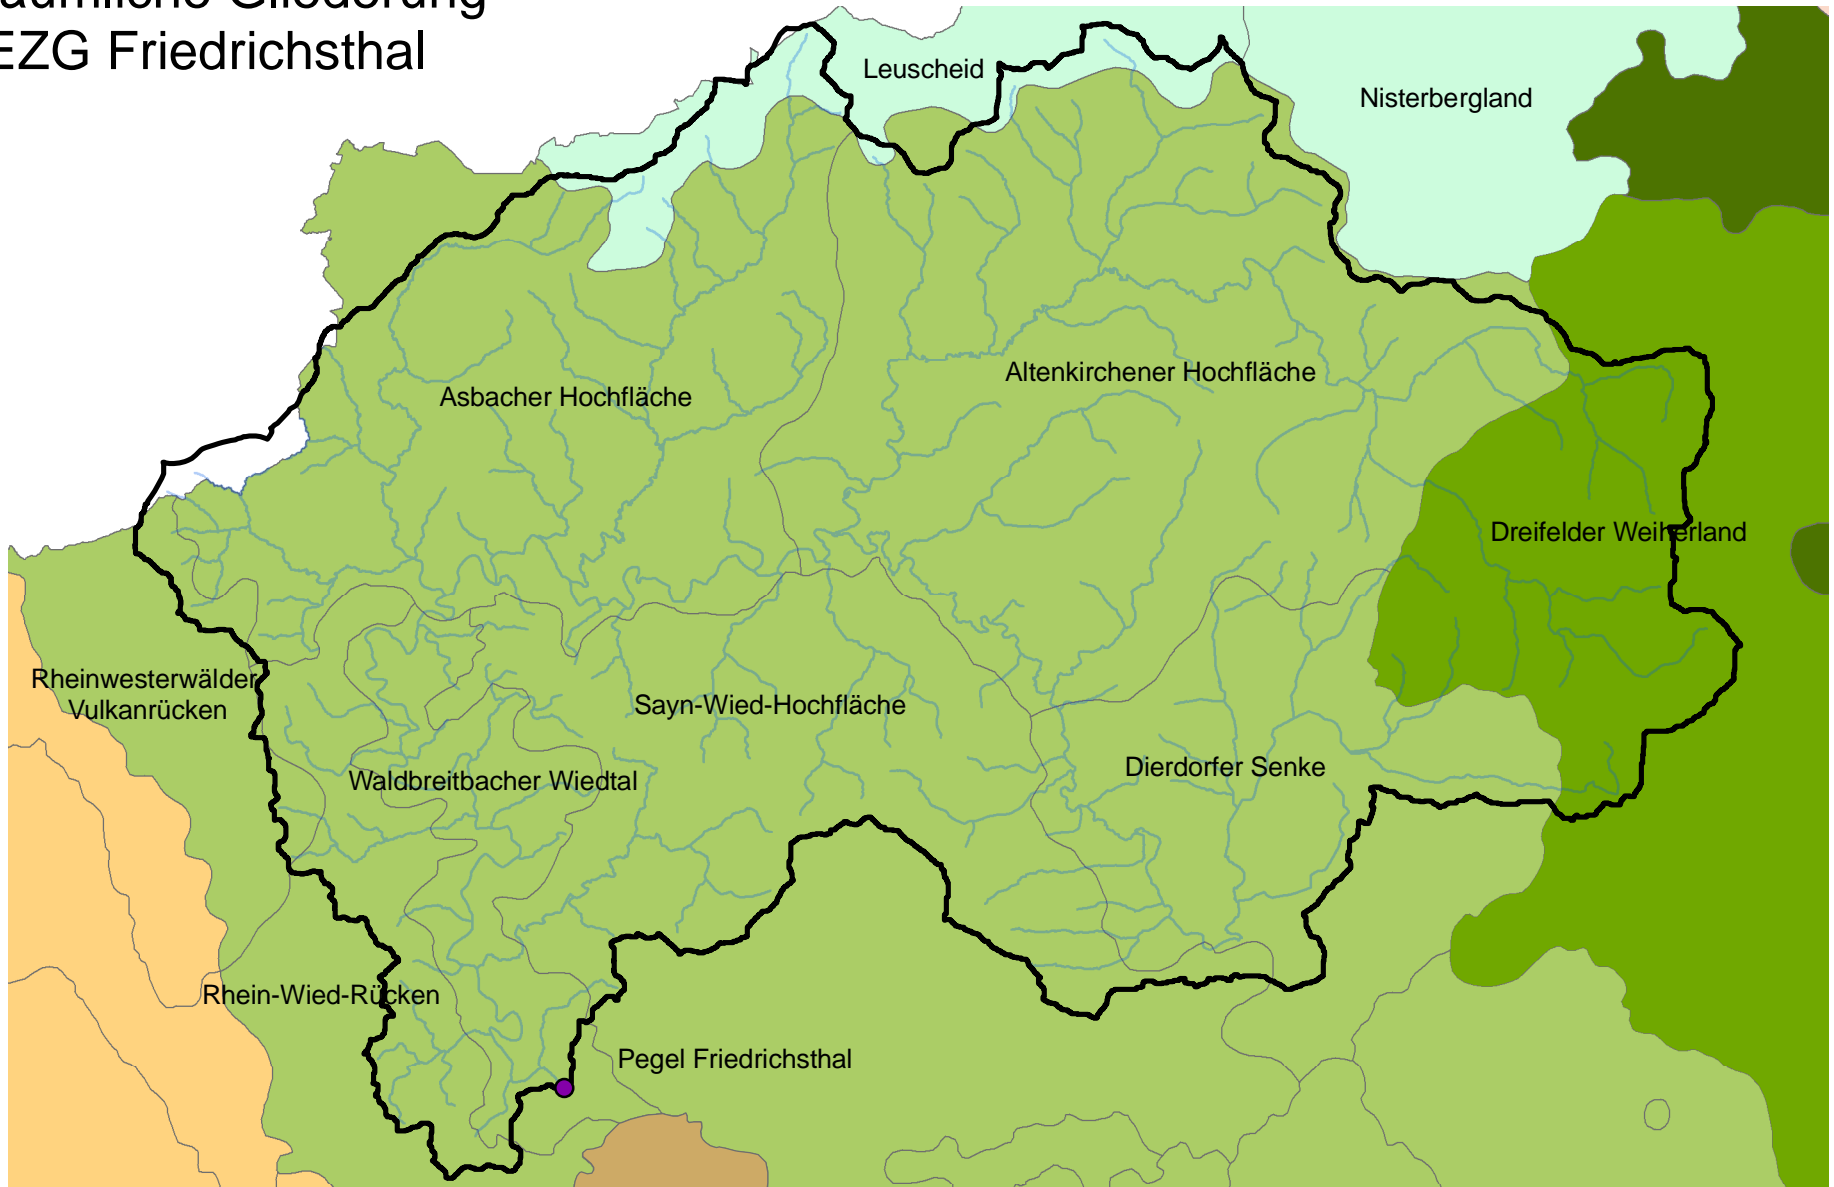 EZG Friedrichsthal
Leuscheid
Nisterbergland
Altenkirchener Hochfläche
Asbacher Hochfläche
Dreifelder Weiherland
Rheinwesterwälder
Vulkanrücken
Sayn-Wied-Hochfläche
Dierdorfer Senke
Waldbreitbacher Wiedtal
Rhein-Wied-Rücken
Pegel Friedrichsthal